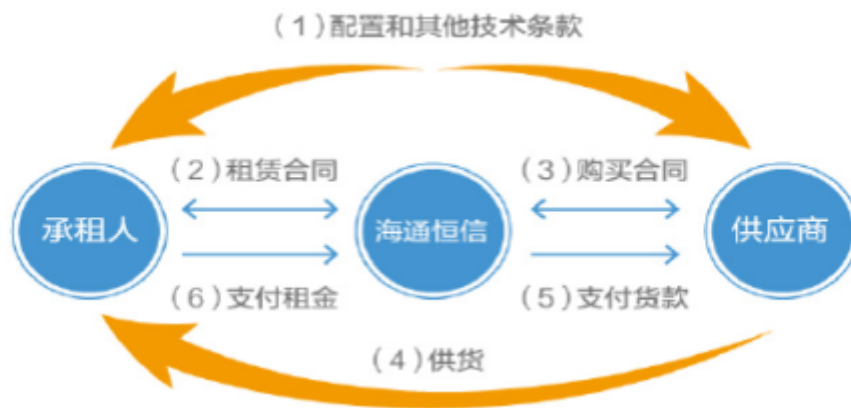 (1)配置和其他技术条款
(2)租赁合同
(3)购买合同
承租人
海通恒信
供应商
(6)支付租金
(5)支付货款
(4)供货